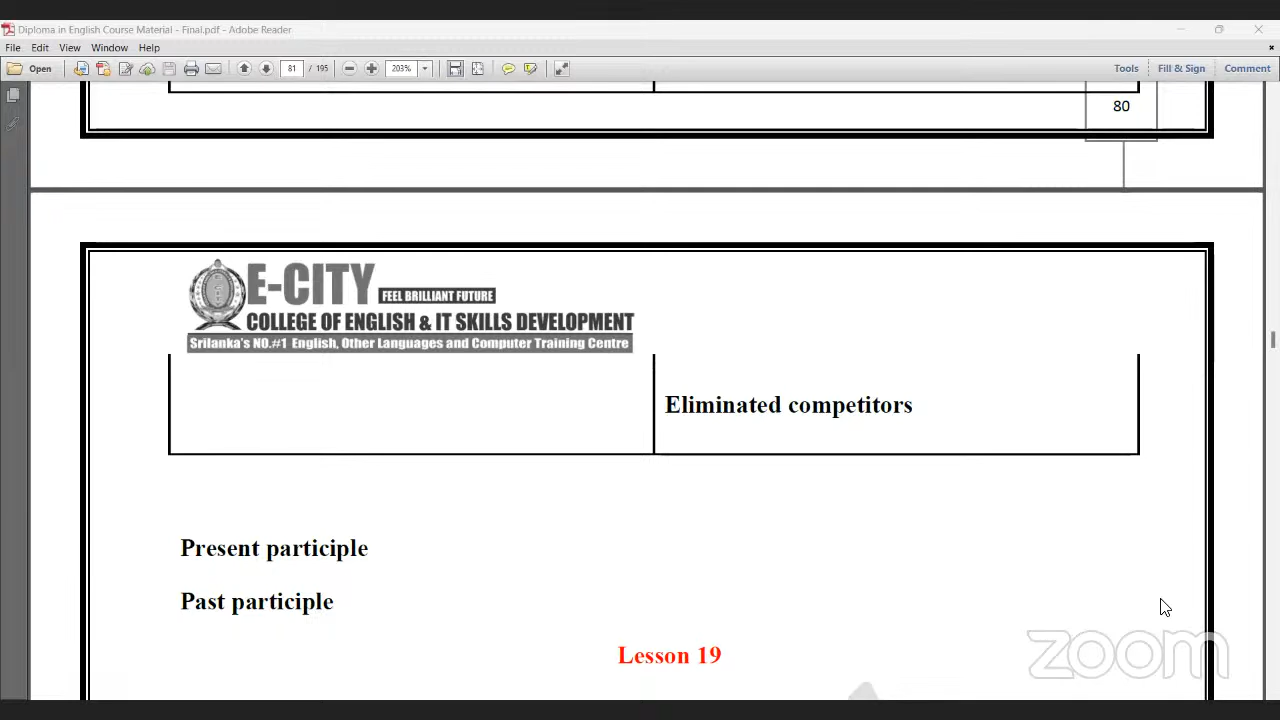 Diploma in English Course Material - Final.pdf - Adobe Reader
File Edit View Window Help
Open 81 / 195 203% Tools Fill & Sign Comment
80
E-CITY FEEL BRILLIANT FUTURE
COLLEGE OF ENGLISH & IT SKILLS DEVELOPMENT
Srilanka's NO.#1 English, Other Languages and Computer Training Centre
Eliminated competitors
Present participle
Past participle
Lesson 19
zoom